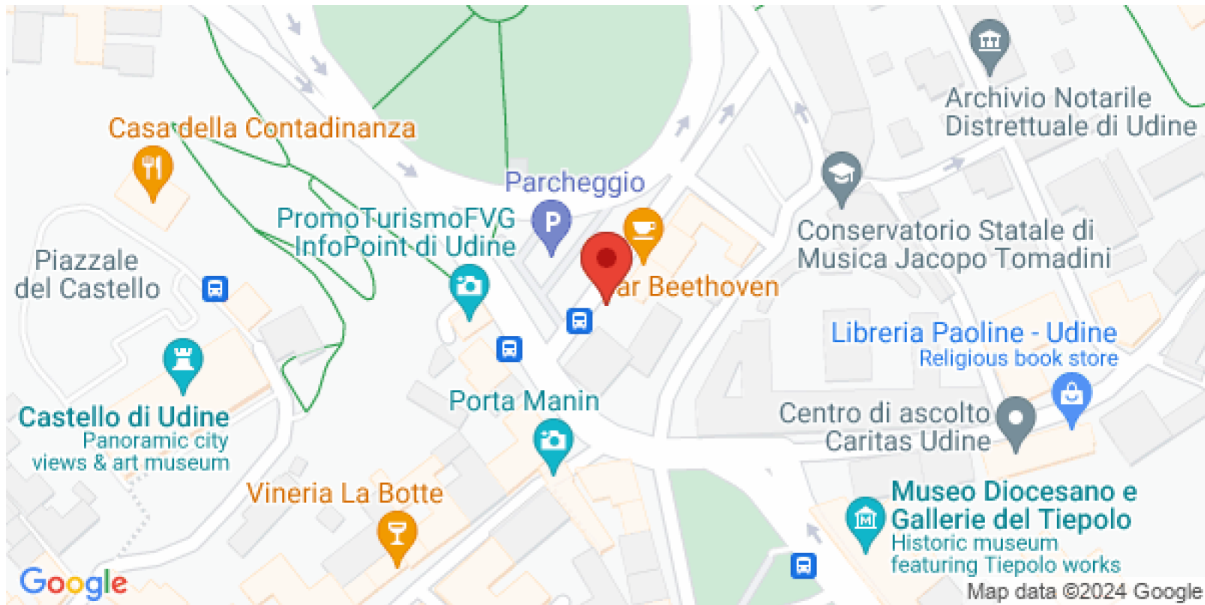 Archivio Notarile
Distrettuale di Udine
Casa della Contadinanza
Parcheggio
P
PromoTurismoFVG
InfoPoint di Udine
Conservatorio Statale di
Musica Jacopo Tomadini
Piazzale
del Castello
ar Beethoven
Libreria Paoline - Udine
Religious book store
Porta Manin
Castello di Udine
Panoramic city
views & art museum
Centro di ascolto
Caritas Udine
Vineria La Botte
Museo Diocesano e
Gallerie del Tiepolo
Historic museum
featuring Tiepolo works
M
Google
Map data ©2024 Google